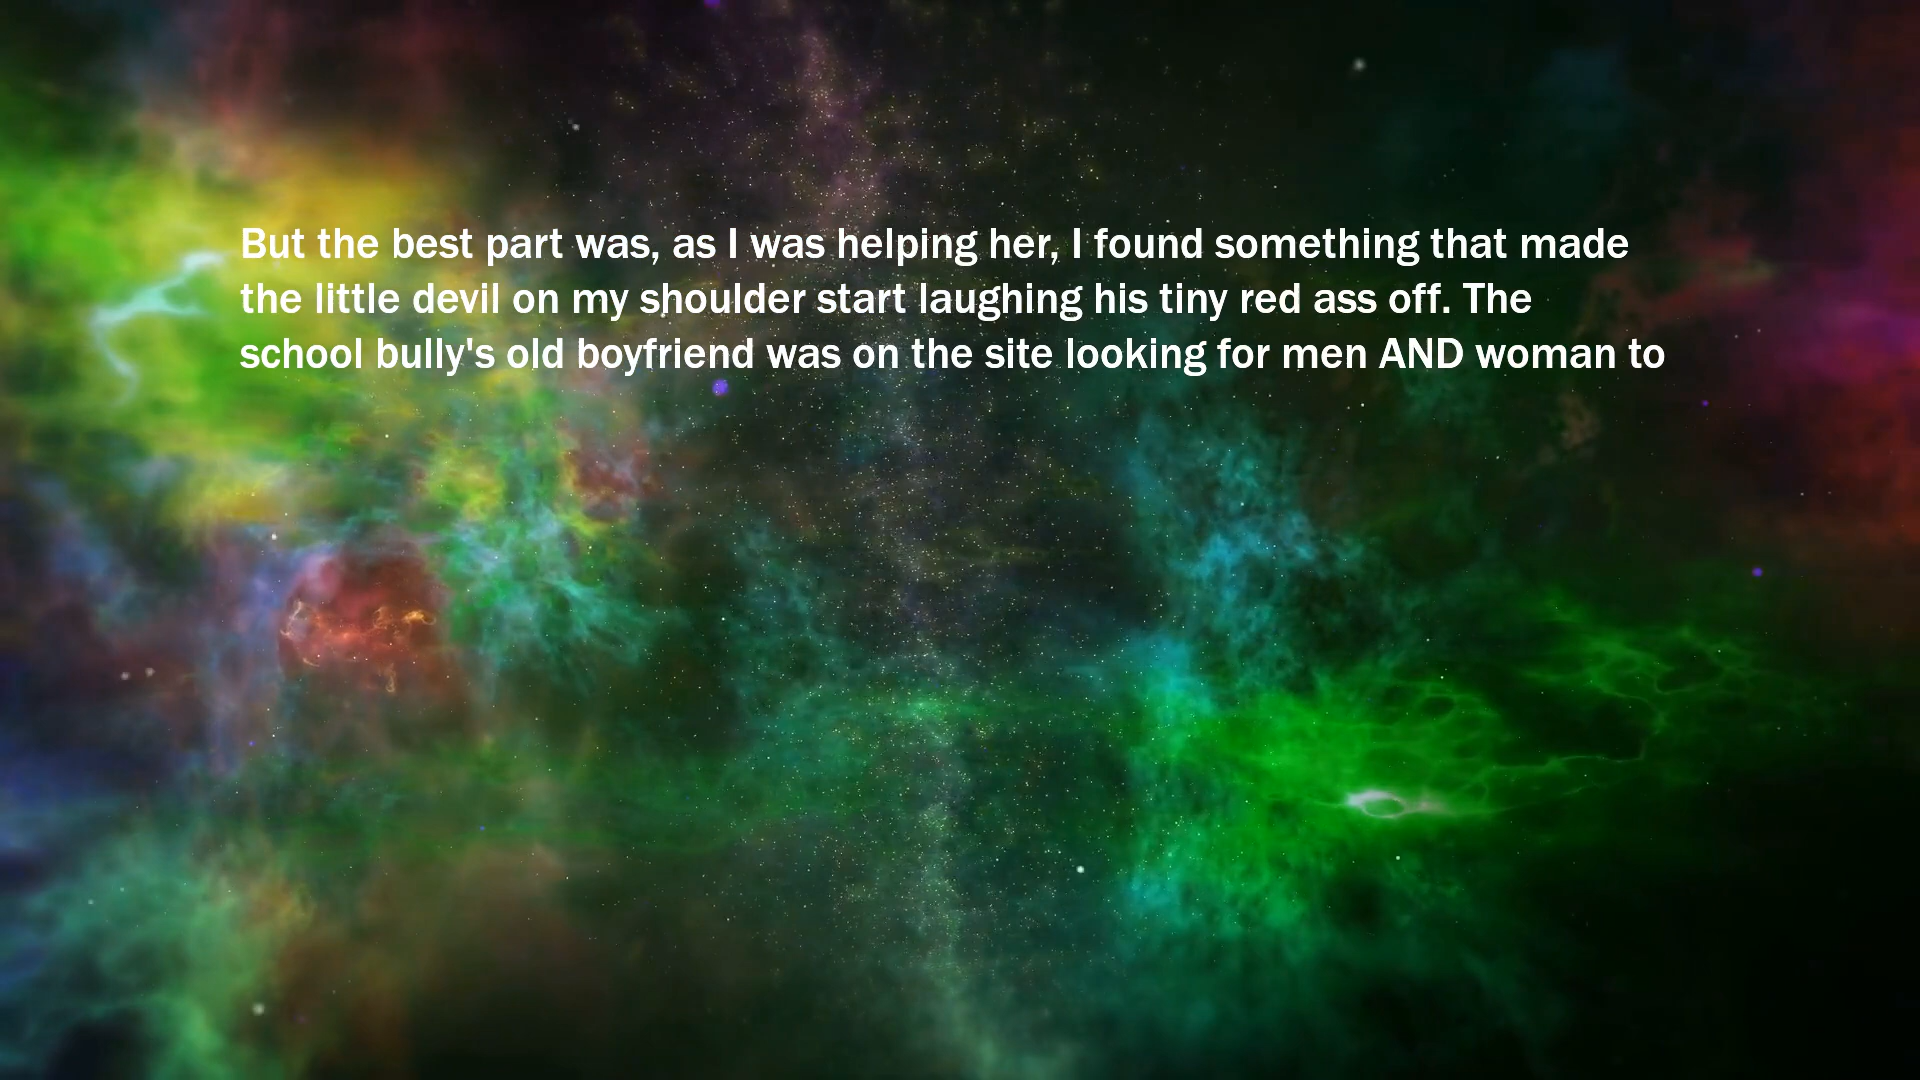 But the best part was, as I was helping her, I found something that made
the little devil on my shoulder start laughing his tiny red ass off. The
school bully's old boyfriend was on the site looking for men AND woman to